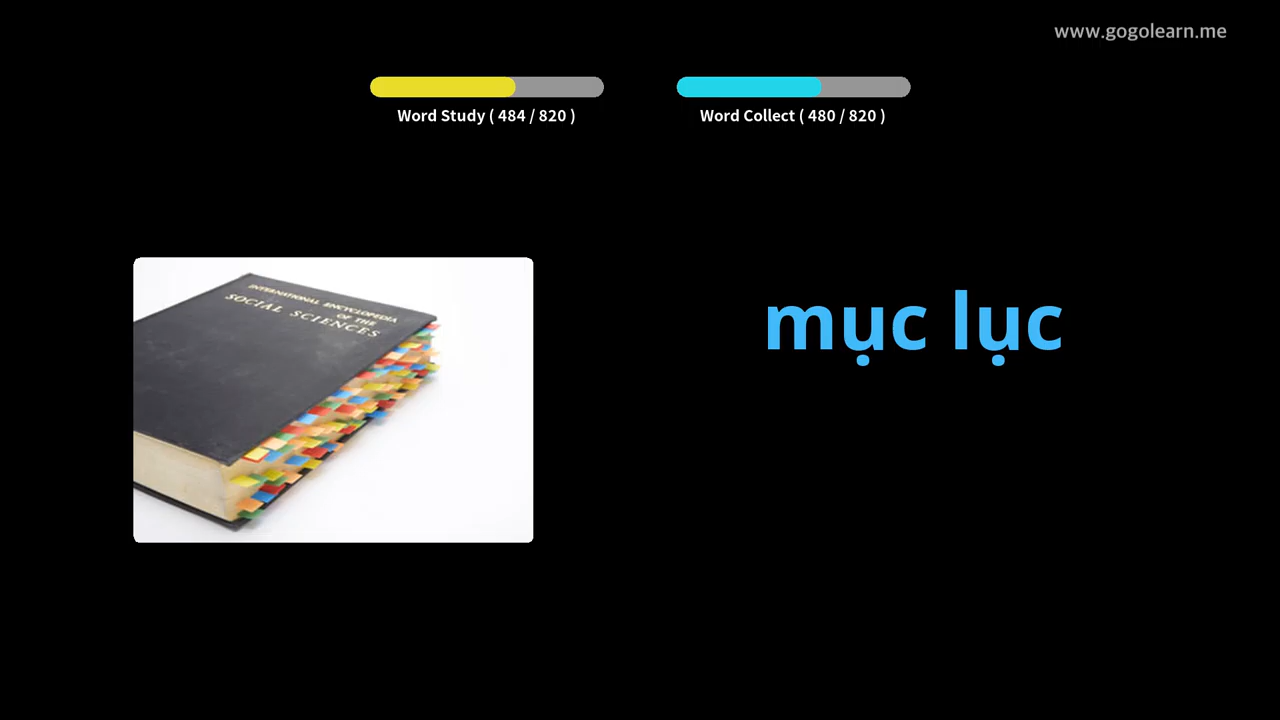 www.gogolearn.me
Word Study ( 484 / 820 )
Word Collect ( 480 / 820 )
INTERNATIONAL ENCYCLOPEDIA
OF THE
SOCIAL SCIENCES
mục lục